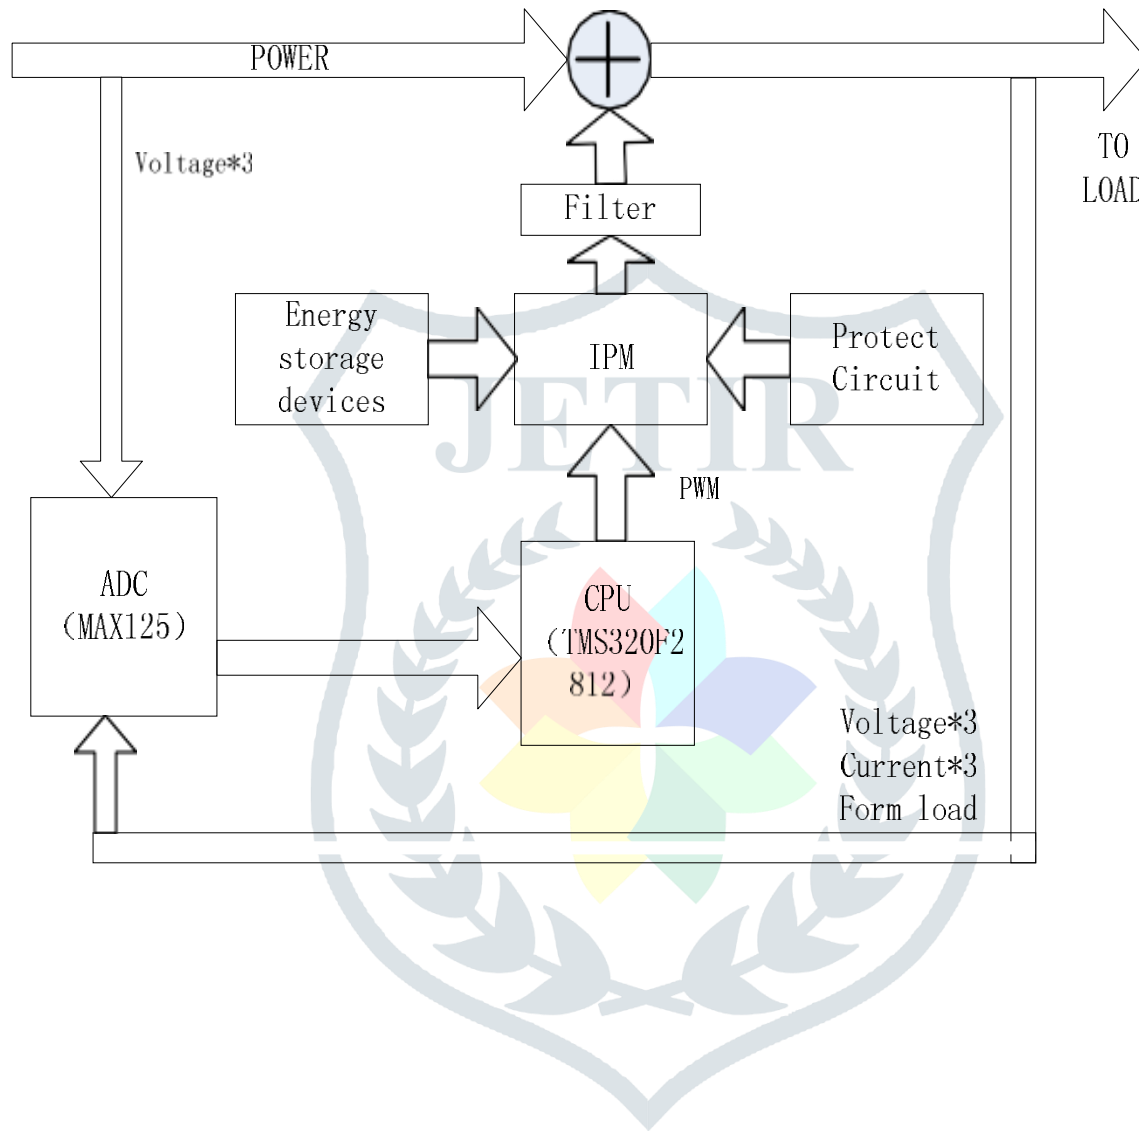 POWER
Voltage*3
TO
LOAD
Filter
Energy
storage
devices
IPM
Protect
Circuit
JETIR
PWM
ADC
(MAX125)
CPU
(TMS320F2
812)
Voltage*3
Current*3
Form load